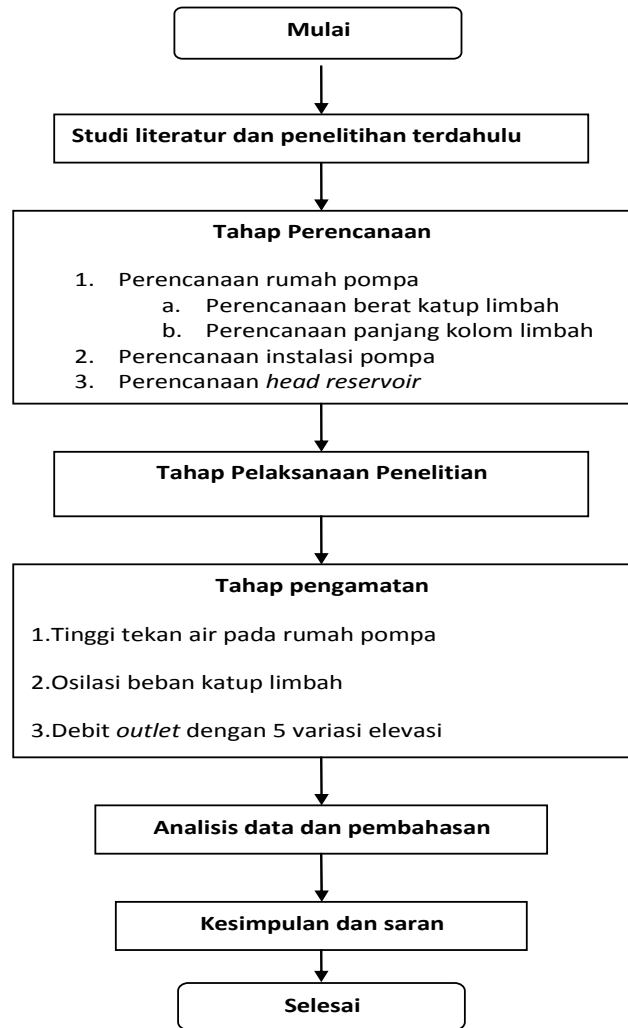 Mulai
Studi literatur dan penelitihan terdahulu
Tahap Perencanaan
1. Perencanaan rumah pompa
a. Perencanaan berat katup limbah
b. Perencanaan panjang kolom limbah
2. Perencanaan instalasi pompa
3. Perencanaan head reservoir
Tahap Pelaksanaan Penelitian
Tahap pengamatan
1.Tinggi tekan air pada rumah pompa
2.Osilasi beban katup limbah
3.Debit outlet dengan 5 variasi elevasi
Analisis data dan pembahasan
Kesimpulan dan saran
Selesai